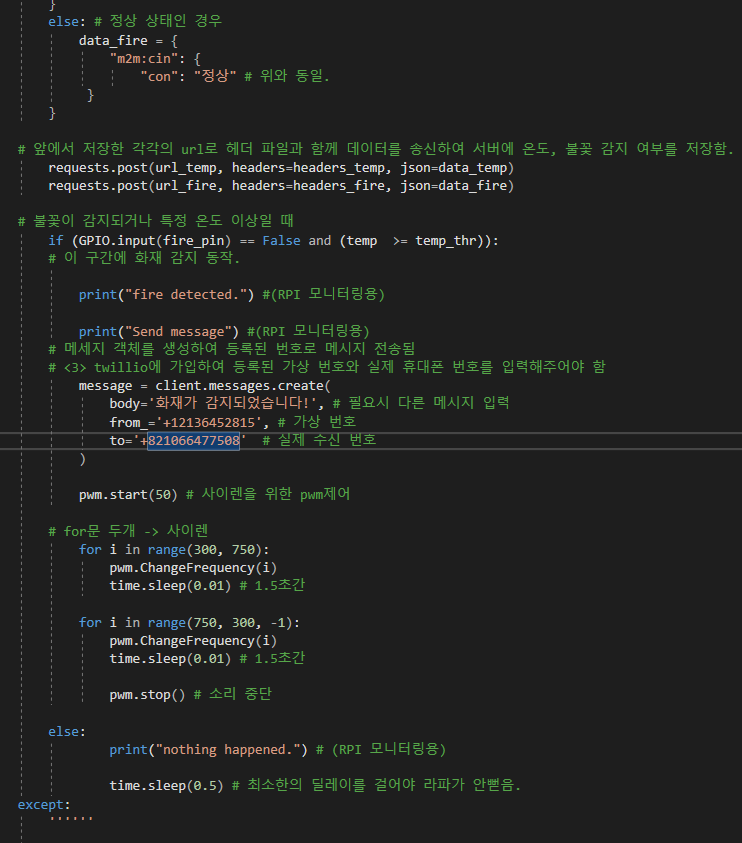 }
else: # 정상 상태인 경우
data_fire = {
"m2m:cin": {
"con": "정상" # 위와 동일.
}
}
# 앞에서 저장한 각각의 url로 헤더 파일과 함께 데이터를 송신하여 서버에 온도, 불꽃 감지 여부를 저장함.
requests.post(url_temp, headers=headers_temp, json=data_temp)
requests.post(url_fire, headers=headers_fire, json=data_fire)
# 불꽃이 감지되거나 특정 온도 이상일 때
if (GPIO.input(fire_pin) == False and (temp  >= temp_thr)):
# 이 구간에 화재 감지 동작.
print("fire detected.") #(RPI 모니터링용)
print("Send message") #(RPI 모니터링용)
# 메세지 객체를 생성하여 등록된 번호로 메시지 전송됨
# <3> twillio에 가입하여 등록된 가상 번호와 실제 휴대폰 번호를 입력해주어야 함
message = client.messages.create(
body='화재가 감지되었습니다!', # 필요시 다른 메시지 입력
from_='+12136452815', # 가상 번호
to='+821066477508'  # 실제 수신 번호
)
pwm.start(50) # 사이렌을 위한 pwm제어
# for문 두개 -> 사이렌
for i in range(300, 750):
pwm.ChangeFrequency(i)
time.sleep(0.01) # 1.5초간
for i in range(750, 300, -1):
pwm.ChangeFrequency(i)
time.sleep(0.01) # 1.5초간
pwm.stop() # 소리 중단
else:
print("nothing happened.") # (RPI 모니터링용)
time.sleep(0.5) # 최소한의 딜레이를 걸어야 라파가 안뻗음.
except:
''''''